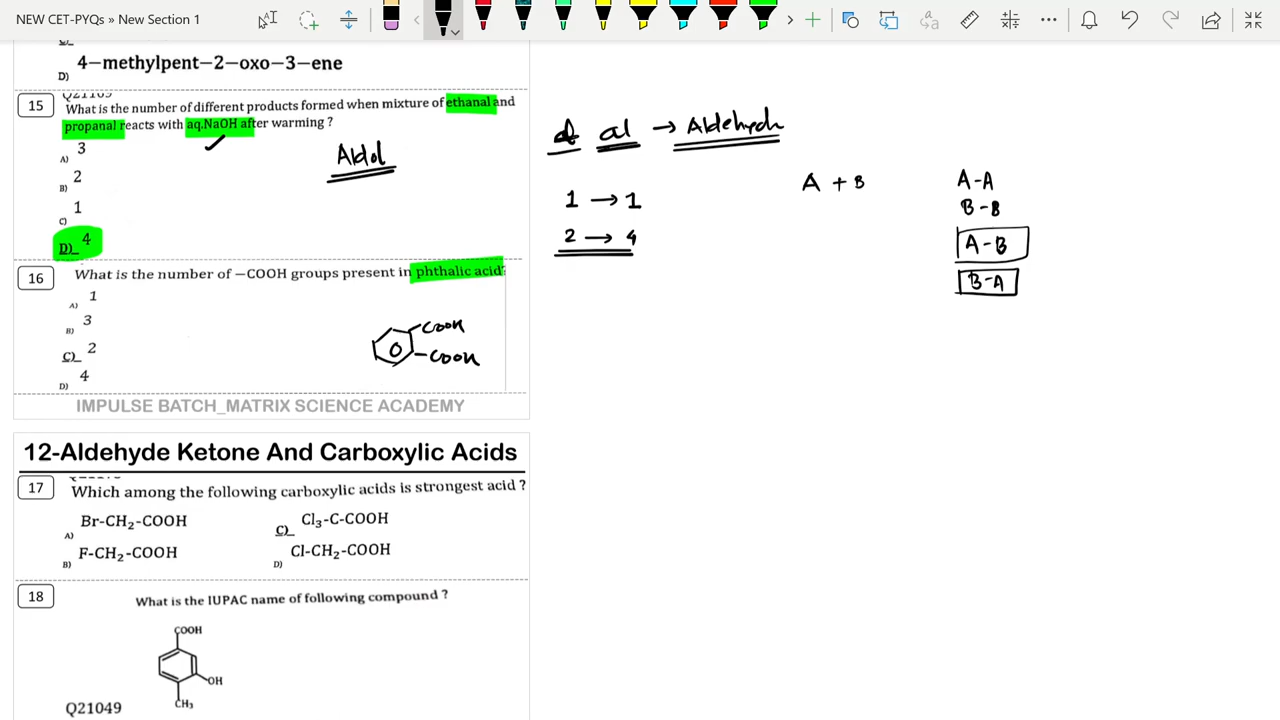 NEW CET-PYQs » New Section 1
D) 4−methylpent−2−oxo−3−ene
15
What is the number of different products formed when mixture of ethanal and
propanal reacts with aq.NaOH after warming ?
A) 3
B) 2
C) 1
D) 4
Aldol
16
What is the number of −COOH groups present in phthalic acid?
A) 1
B) 3
C) 2
D) 4
COOH
COOH
IMPULSE BATCH_MATRIX SCIENCE ACADEMY
12-Aldehyde Ketone And Carboxylic Acids
17
Which among the following carboxylic acids is strongest acid ?
A) Br-CH₂-COOH
C) Cl₃-C-COOH
B) F-CH₂-COOH
D) Cl-CH₂-COOH
18
What is the IUPAC name of following compound ?
COOH
OH
CH₃
Q21049
al → Aldehyde
1 → 1
2 → 4
A + B
A-A
B-B
A-B
B-A